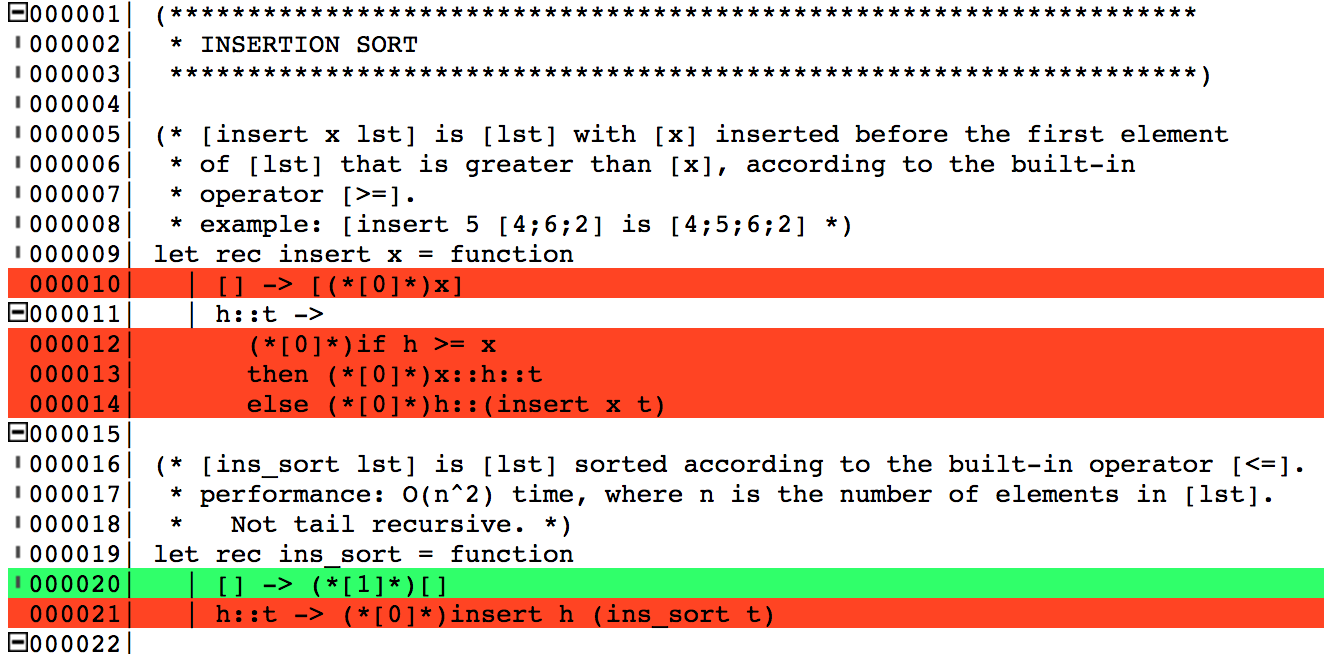 000001| (******************************************************************
000002|  * INSERTION SORT
000003|  ******************************************************************)
000004|
000005| (* [insert x lst] is [lst] with [x] inserted before the first element
000006|  * of [lst] that is greater than [x], according to the built-in
000007|  * operator [>=].
000008|  * example: [insert 5 [4;6;2] is [4;5;6;2] *)
000009| let rec insert x = function
000010|   | [] -> [(*[0]*)x]
000011|   | h::t ->
000012|       (*[0]*)if h >= x
000013|       then (*[0]*)x::h::t
000014|       else (*[0]*)h::(insert x t)
000015|
000016| (* [ins_sort lst] is [lst] sorted according to the built-in operator [<=].
000017|  * performance: O(n^2) time, where n is the number of elements in [lst].
000018|  *   Not tail recursive. *)
000019| let rec ins_sort = function
000020|   | [] -> (*[1]*)[]
000021|   | h::t -> (*[0]*)insert h (ins_sort t)
000022|